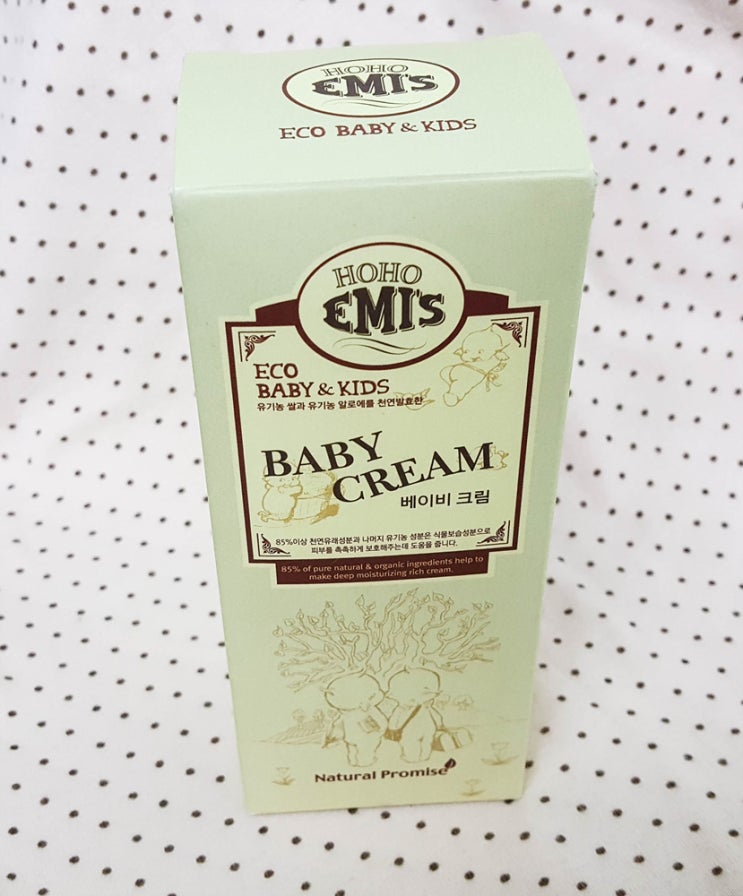 HOHO
EMI'S
ECO BABY & KIDS
HOHO
EMI'S
ECO
BABY & KIDS
유기농 쌀과 유기농 알로에를 천연발효한
BABY
CREAM
베이비 크림
85%이상 천연유래성분과 나머지 유기농 성분은 식물보습성분으로
피부를 촉촉하게 보호해주는데 도움을 줍니다.
85% of pure natural & organic ingredients help to
make deep moisturizing rich cream.
Natural Promise